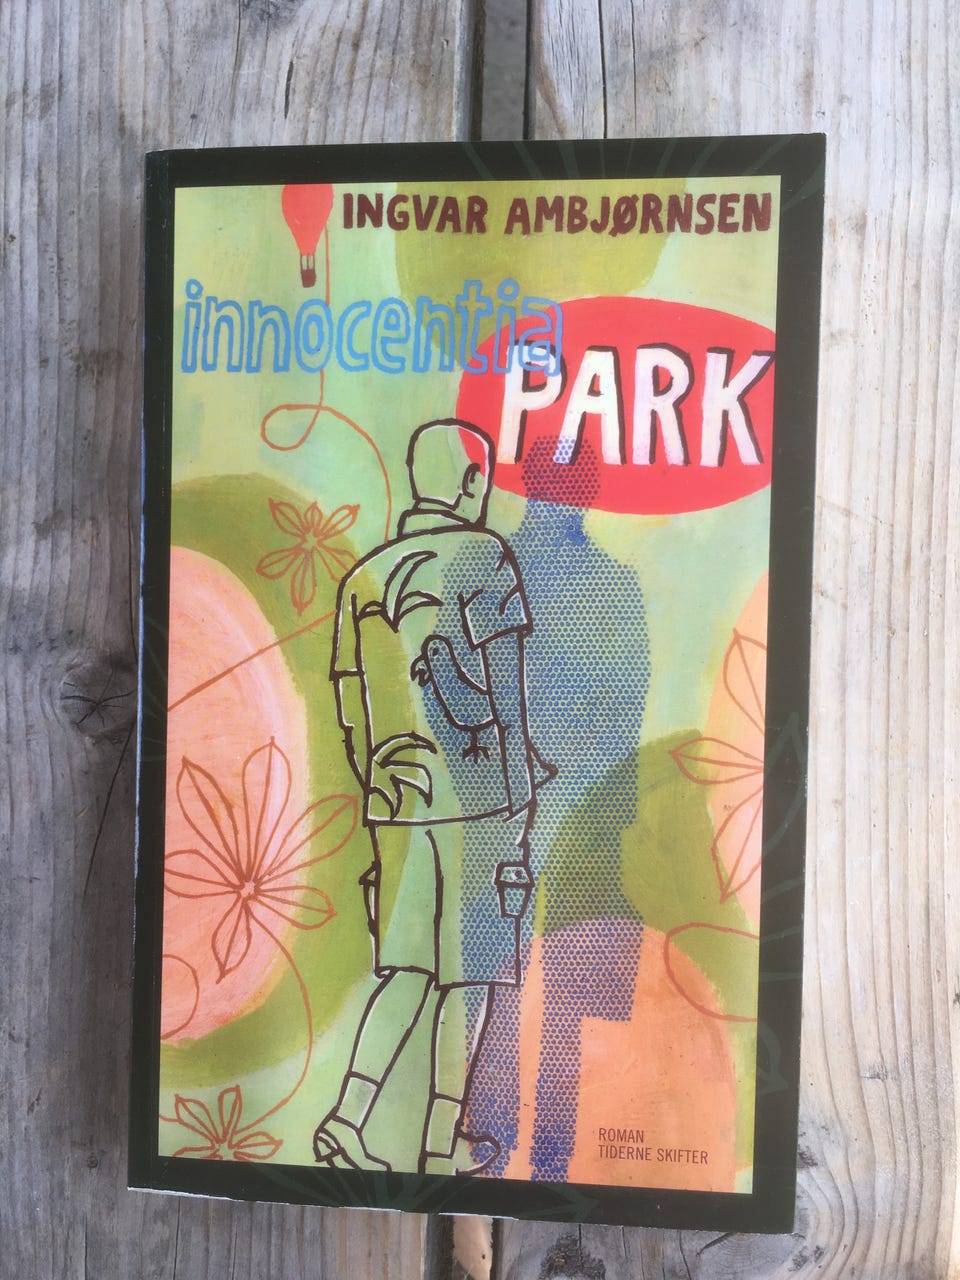 INGVAR AMBJØRNSEN
innocentia
PARK
ROMAN
TIDERNE SKIFTER